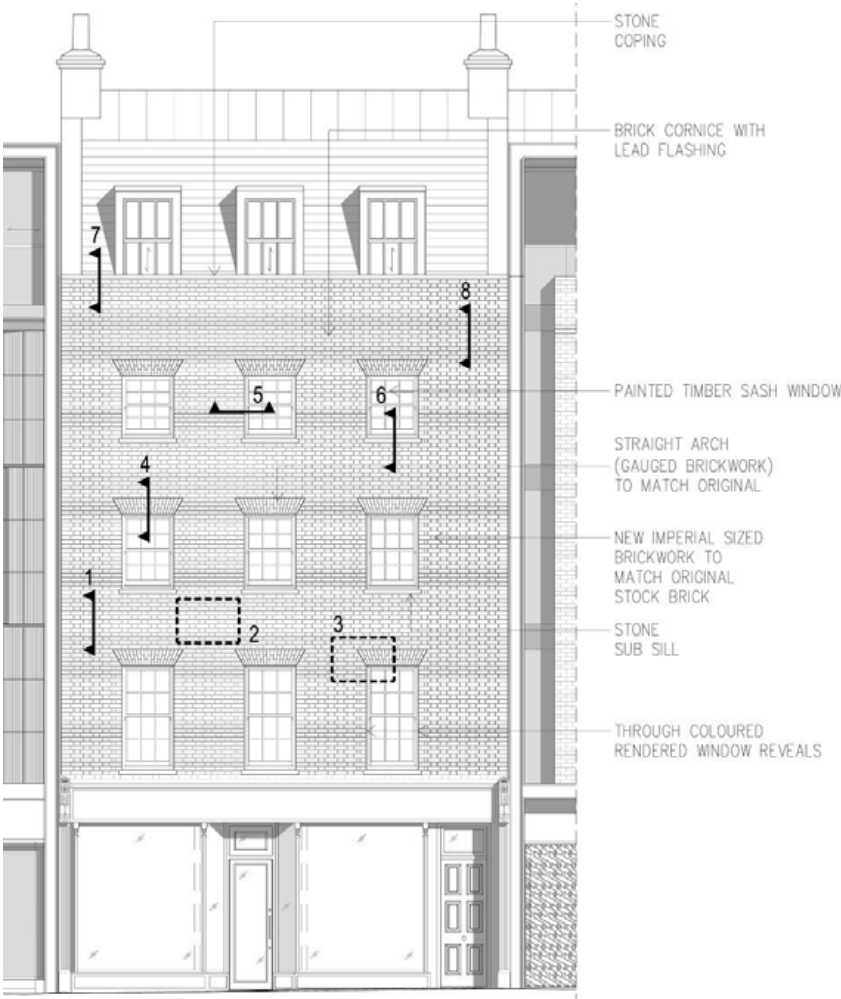 STONE
COPING
BRICK CORNICE WITH
LEAD FLASHING
7
8
PAINTED TIMBER SASH WINDOW
5
6
STRAIGHT ARCH
(GAUGED BRICKWORK)
TO MATCH ORIGINAL
4
NEW IMPERIAL SIZED
BRICKWORK TO
MATCH ORIGINAL
STOCK BRICK
1
2
3
STONE
SUB SILL
THROUGH COLOURED
RENDERED WINDOW REVEALS